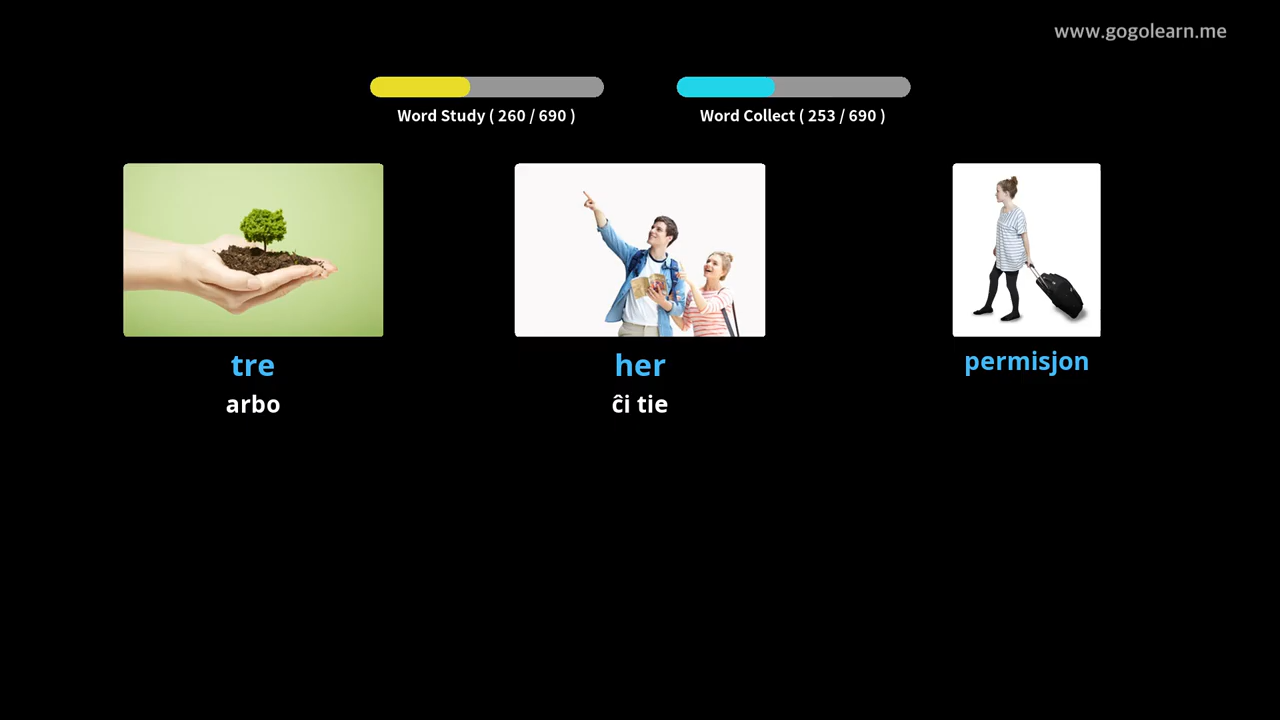 www.gogolearn.me
Word Study ( 260 / 690 )
Word Collect ( 253 / 690 )
tre
arbo
her
ĉi tie
permisjon